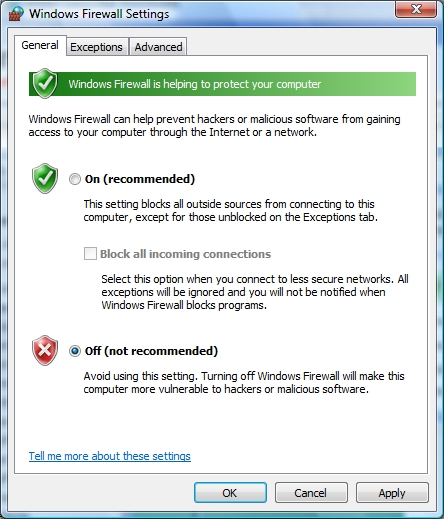 Windows Firewall Settings
General Exceptions Advanced
Windows Firewall is helping to protect your computer
Windows Firewall can help prevent hackers or malicious software from gaining
access to your computer through the Internet or a network.
On (recommended)
This setting blocks all outside sources from connecting to this
computer, except for those unblocked on the Exceptions tab.
Block all incoming connections
Select this option when you connect to less secure networks. All
exceptions will be ignored and you will not be notified when
Windows Firewall blocks programs.
Off (not recommended)
Avoid using this setting. Turning off Windows Firewall will make this
computer more vulnerable to hackers or malicious software.
Tell me more about these settings
OK Cancel Apply